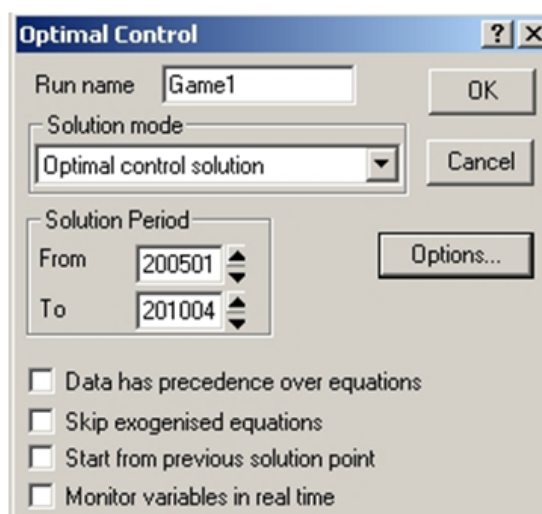 Optimal Control
Run name Game1
OK
Solution mode
Optimal control solution
Cancel
Solution Period
From 200501
Options...
To 201004
Data has precedence over equations
Skip exogenised equations
Start from previous solution point
Monitor variables in real time